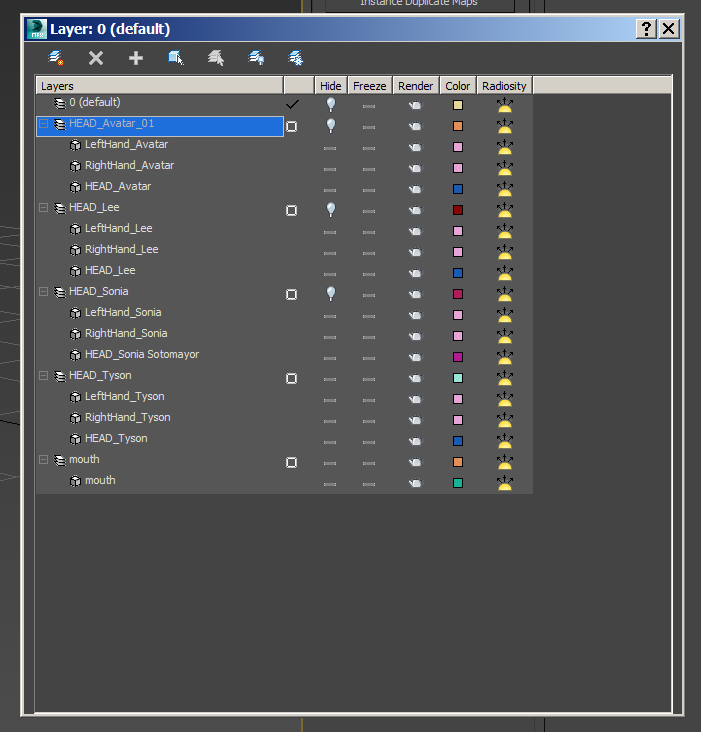 Instance Duplicate Maps
Layer: 0 (default)
Layers Hide Freeze Render Color Radiosity
0 (default)
HEAD_Avatar_01
LeftHand_Avatar
RightHand_Avatar
HEAD_Avatar
HEAD_Lee
LeftHand_Lee
RightHand_Lee
HEAD_Lee
HEAD_Sonia
LeftHand_Sonia
RightHand_Sonia
HEAD_Sonia Sotomayor
HEAD_Tyson
LeftHand_Tyson
RightHand_Tyson
HEAD_Tyson
mouth
mouth